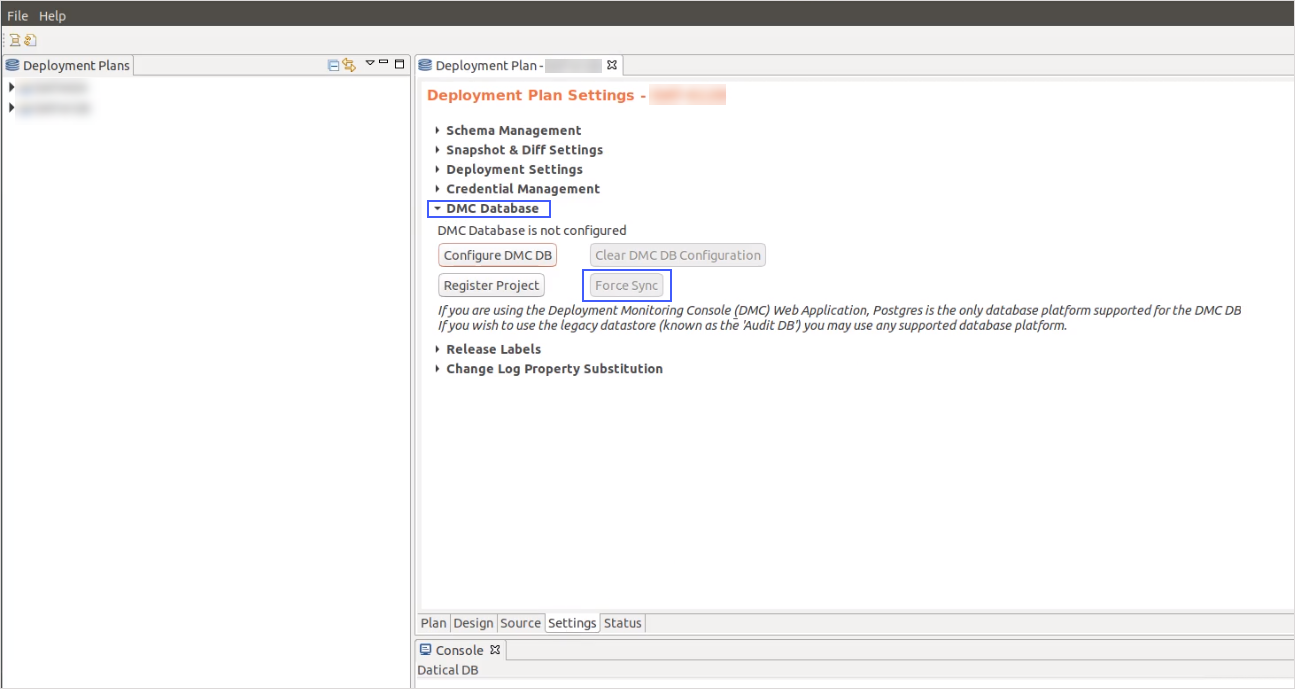 File Help
Deployment Plans
Deployment Plan -
Deployment Plan Settings -
Schema Management
Snapshot & Diff Settings
Deployment Settings
Credential Management
DMC Database
DMC Database is not configured
Configure DMC DB Clear DMC DB Configuration
Register Project Force Sync
If you are using the Deployment Monitoring Console (DMC) Web Application, Postgres is the only database platform supported for the DMC DB
If you wish to use the legacy datastore (known as the 'Audit DB') you may use any supported database platform.
Release Labels
Change Log Property Substitution
Plan Design Source Settings Status
Console
Datical DB